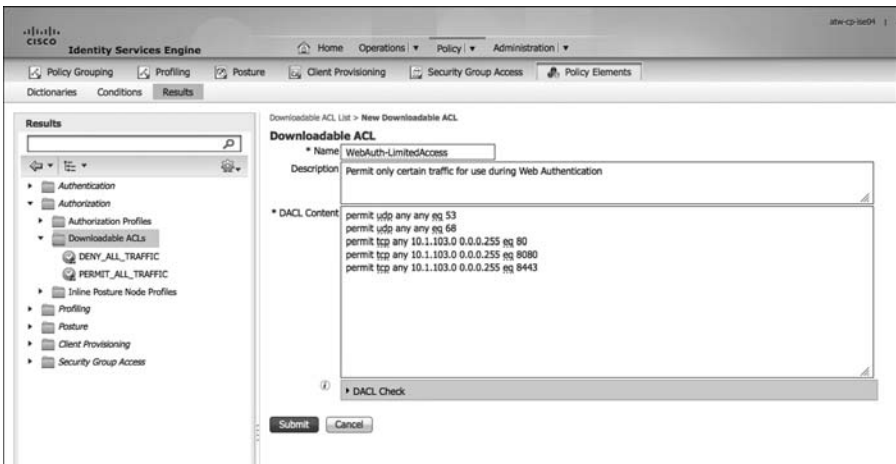 atw-cp-ise04
CISCO Identity Services Engine
Home Operations Policy Administration
Policy Grouping Profiling Posture Client Provisioning Security Group Access Policy Elements
Dictionaries Conditions Results
Results
Authentication
Authorization
Authorization Profiles
Downloadable ACLs
DENY_ALL_TRAFFIC
PERMIT_ALL_TRAFFIC
Inline Posture Node Profiles
Profiling
Posture
Client Provisioning
Security Group Access
Downloadable ACL List > New Downloadable ACL
Downloadable ACL
* Name WebAuth-LimitedAccess
Description Permit only certain traffic for use during Web Authentication
* DACL Content permit udp any any eq 53
permit udp any any eq 68
permit tcp any 10.1.103.0 0.0.0.255 eq 80
permit tcp any 10.1.103.0 0.0.0.255 eq 8080
permit tcp any 10.1.103.0 0.0.0.255 eq 8443
DACL Check
Submit Cancel